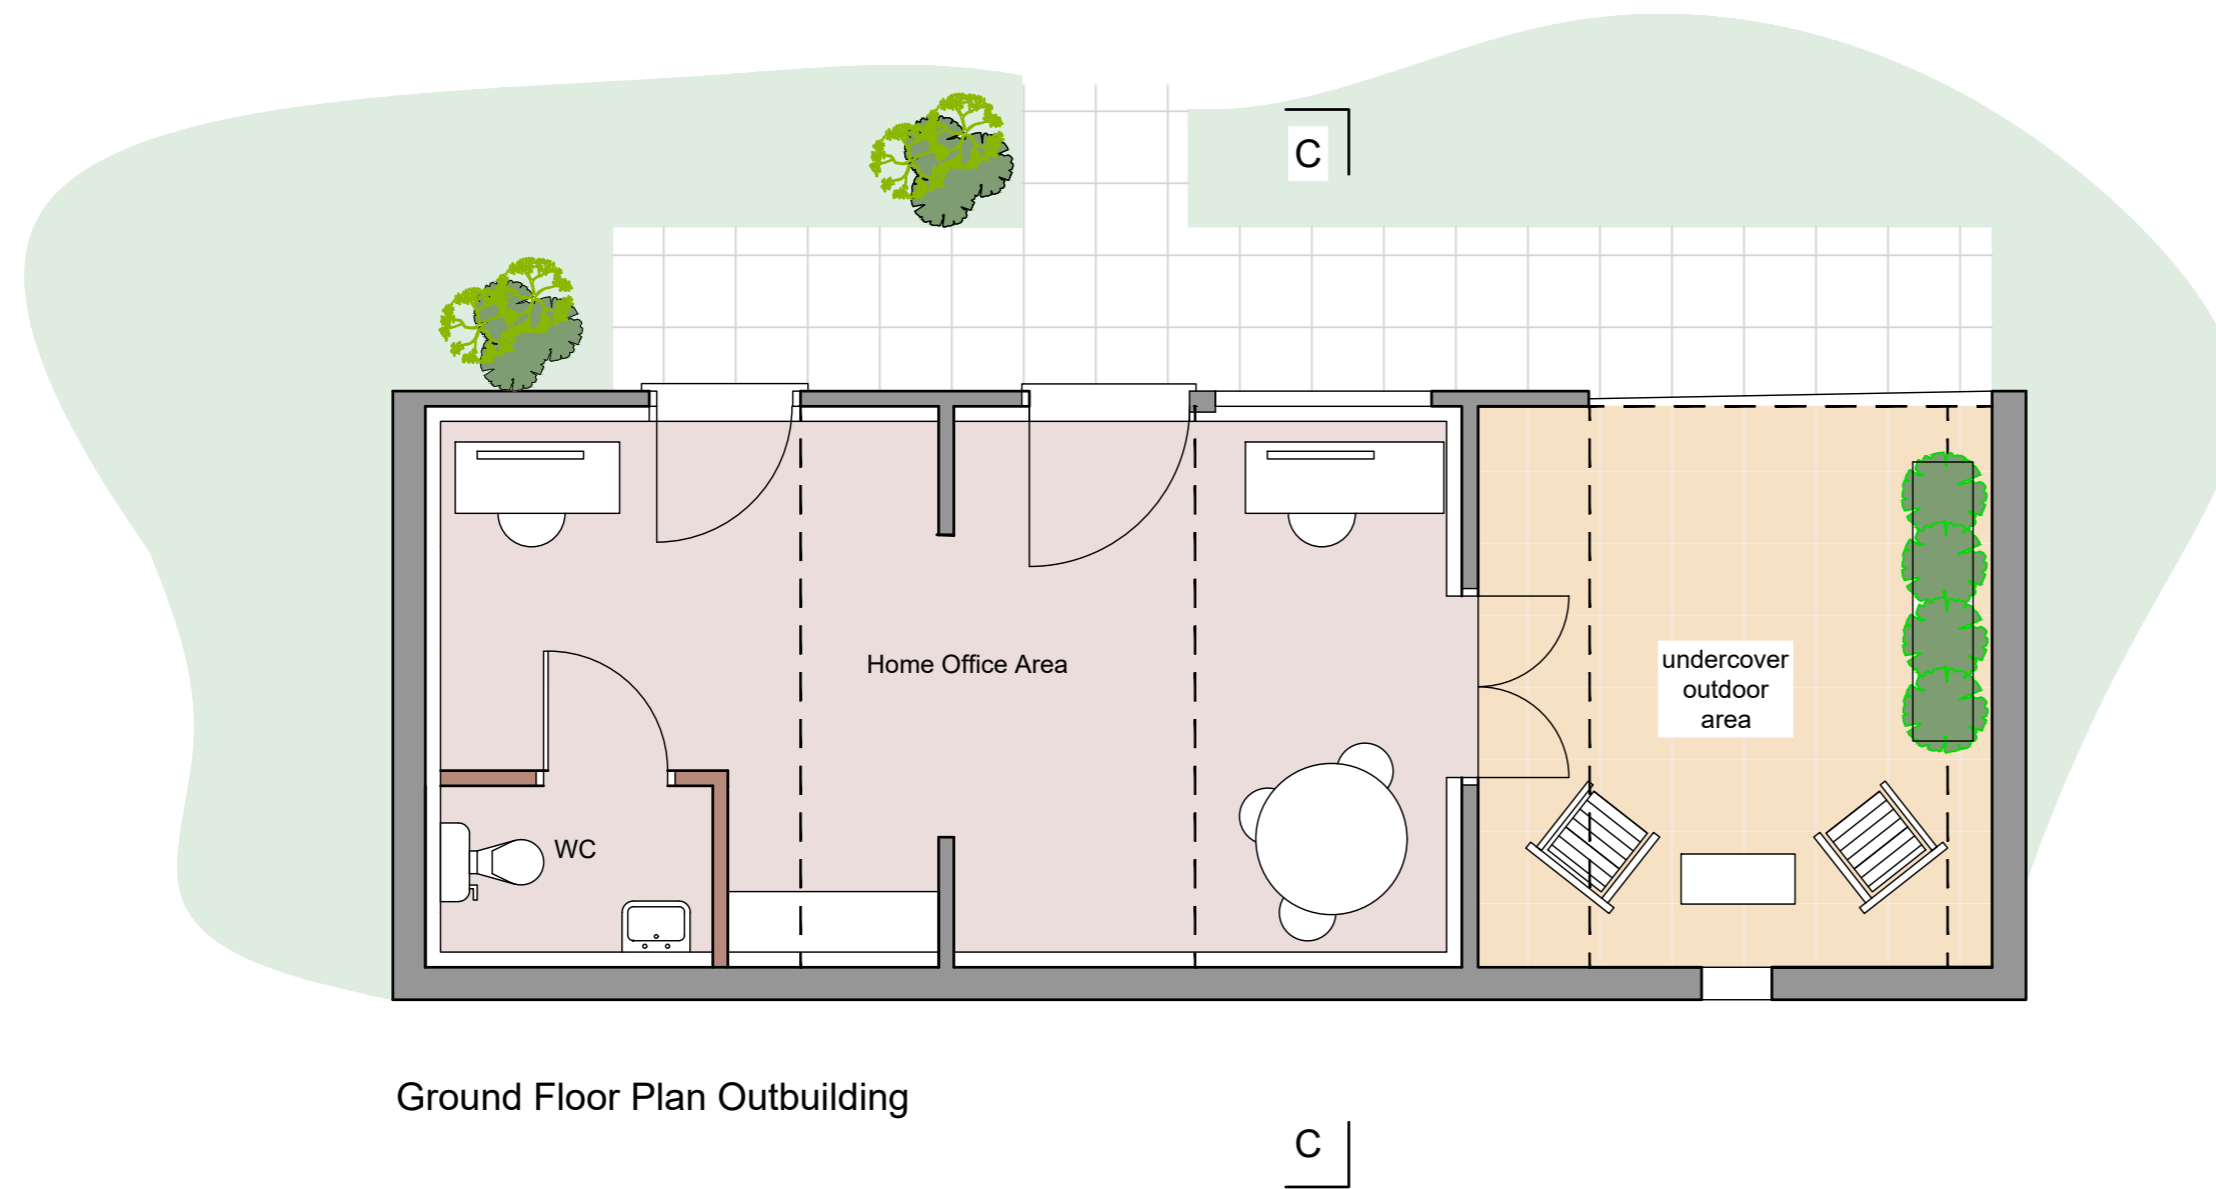 C
Home Office Area
undercover
outdoor
area
WC
Ground Floor Plan Outbuilding
C